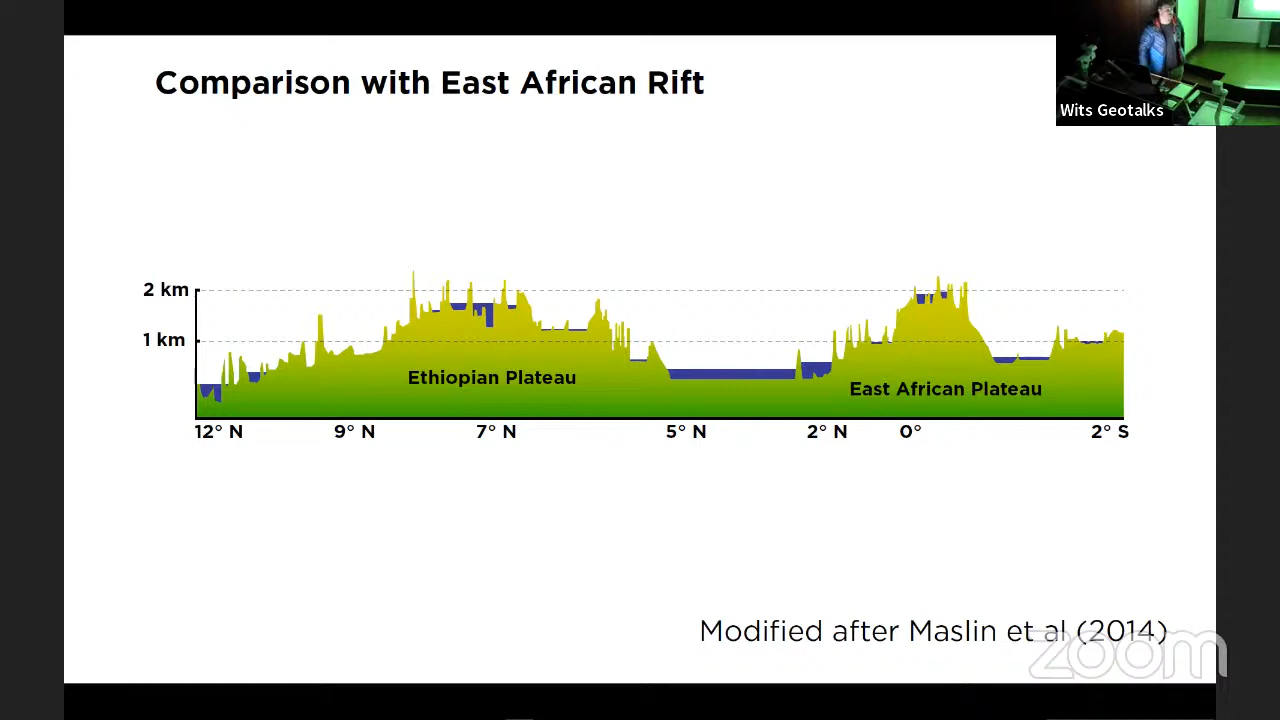 Comparison with East African Rift
Wits Geotalks
2 km
1 km
Ethiopian Plateau
East African Plateau
12° N 9° N 7° N 5° N 2° N 0° 2° S
Modified after Maslin et al (2014)
zoom